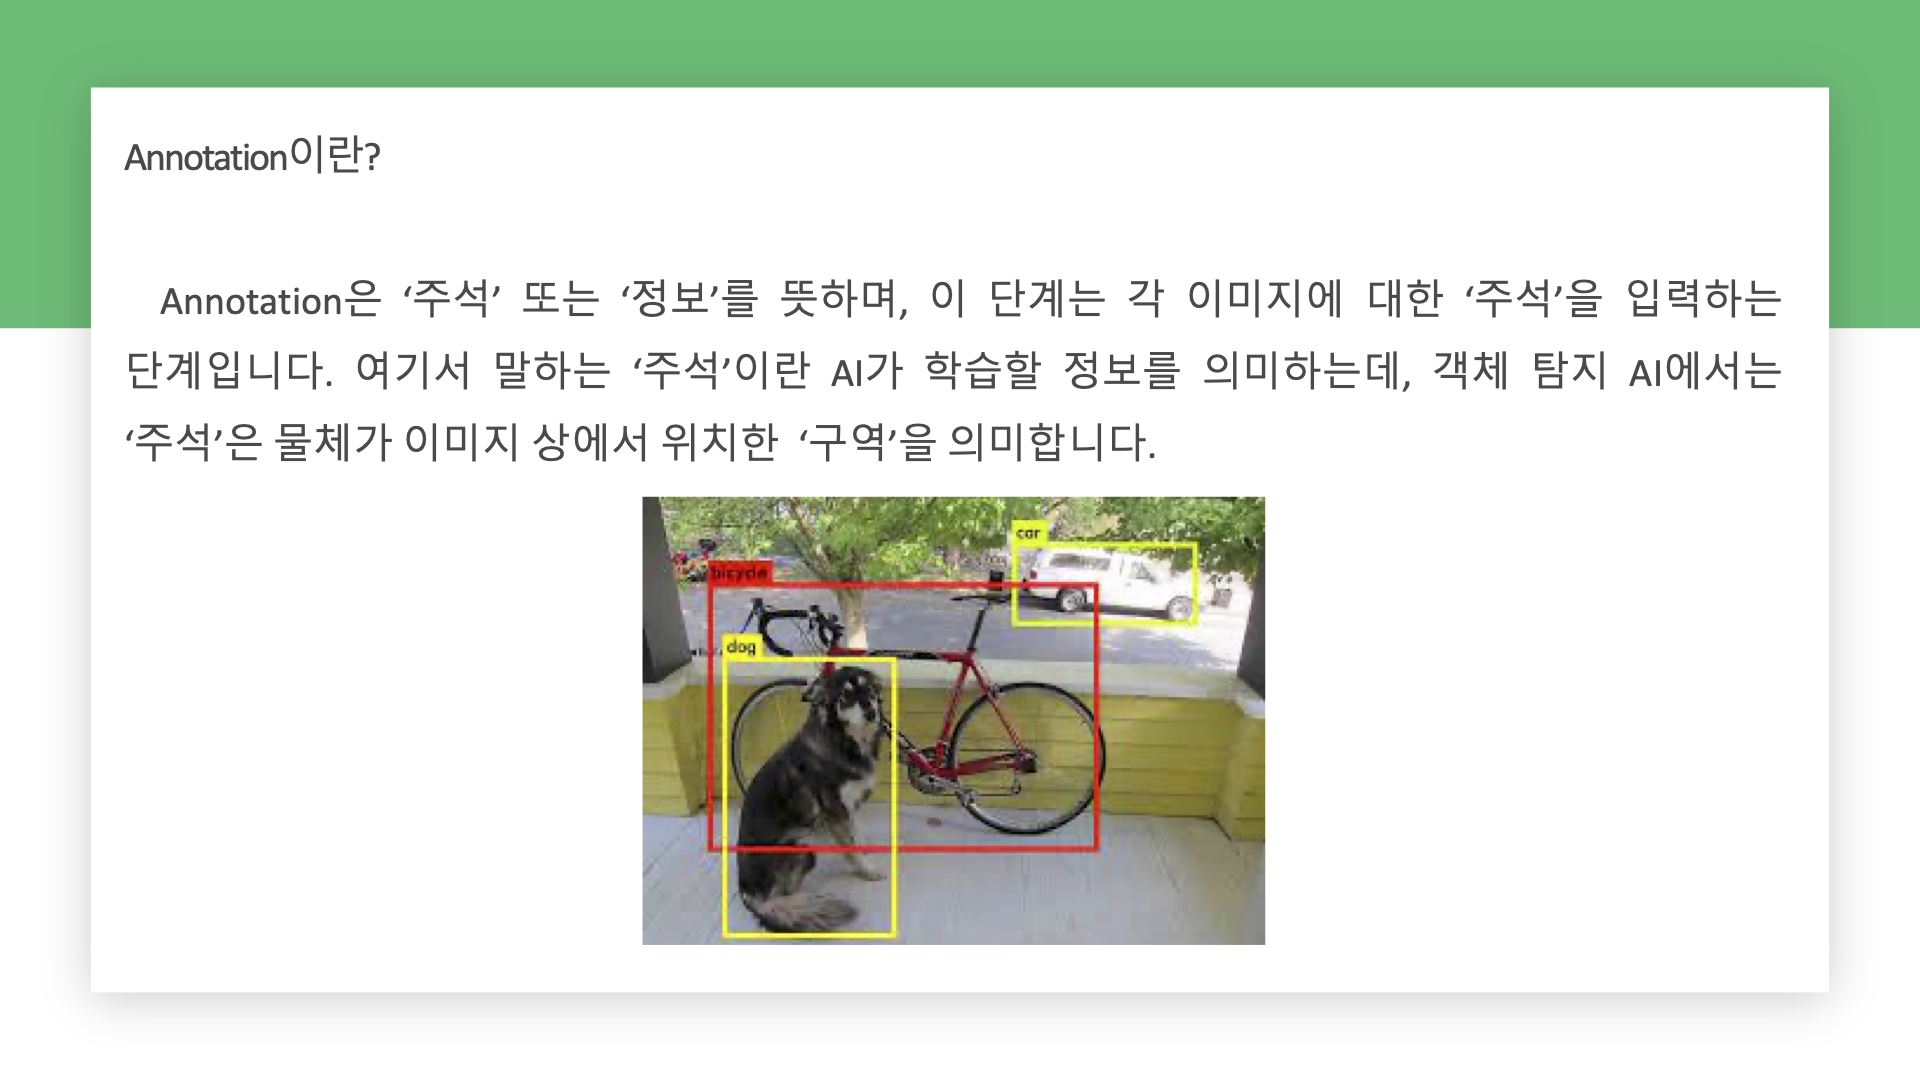 Annotation이란?
Annotation은 ‘주석’ 또는 ‘정보’를 뜻하며, 이 단계는 각 이미지에 대한 ‘주석’을 입력하는
단계입니다. 여기서 말하는 ‘주석’이란 AI가 학습할 정보를 의미하는데, 객체 탐지 AI에서는
‘주석’은 물체가 이미지 상에서 위치한 ‘구역’을 의미합니다.
car
bicycle
dog